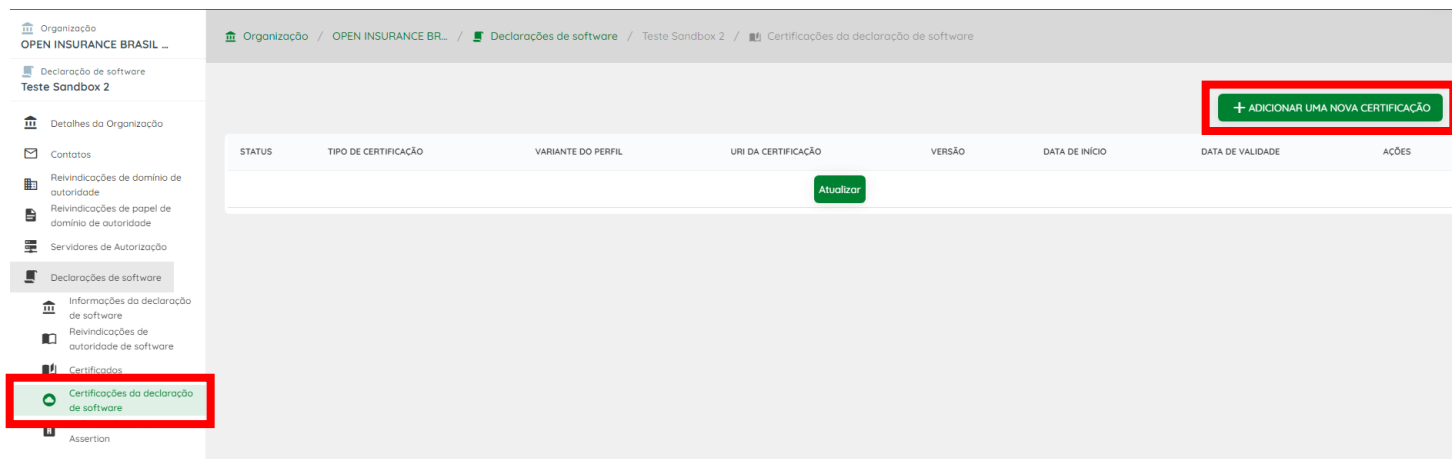 Organização
OPEN INSURANCE BRASIL ...
Declaração de software
Teste Sandbox 2
Detalhes da Organização
Contatos
Reivindicações de domínio de
autoridade
Reivindicações de papel de
domínio de autoridade
Servidores de Autorização
Declarações de software
Informações da declaração
de software
Reivindicações de
autoridade de software
Certificados
Certificações da declaração
de software
Assertion
Organização / OPEN INSURANCE BR... / Declarações de software / Teste Sandbox 2 / Certificações da declaração de software
+ ADICIONAR UMA NOVA CERTIFICAÇÃO
STATUS TIPO DE CERTIFICAÇÃO VARIANTE DO PERFIL URI DA CERTIFICAÇÃO VERSÃO DATA DE INÍCIO DATA DE VALIDADE AÇÕES
Atualizar